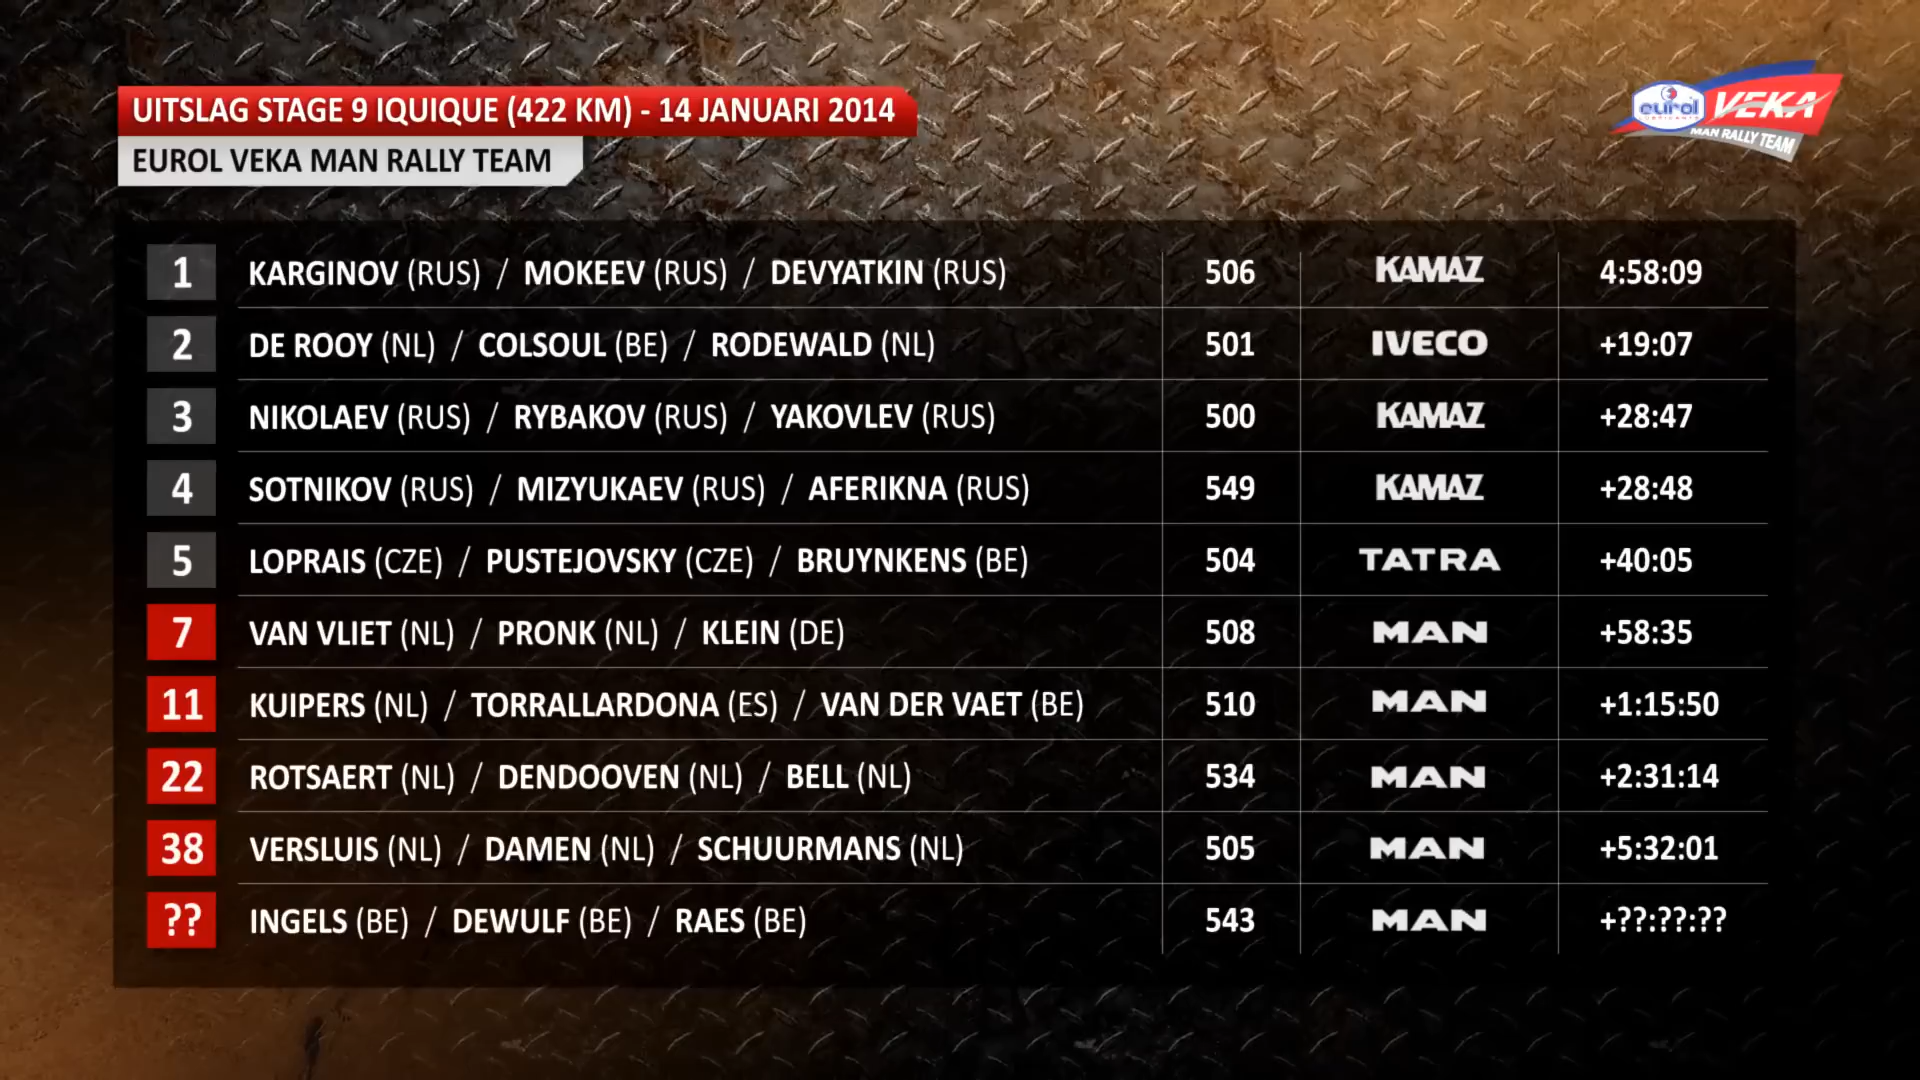 UITSLAG STAGE 9 IQUIQUE (422 KM) - 14 JANUARI 2014
EUROL VEKA MAN RALLY TEAM
eurol VEKA
LUBRICANTS
MAN RALLY TEAM
1 KARGINOV (RUS) / MOKEEV (RUS) / DEVYATKIN (RUS) 506 KAMAZ 4:58:09
2 DE ROOY (NL) / COLSOUL (BE) / RODEWALD (NL) 501 IVECO +19:07
3 NIKOLAEV (RUS) / RYBAKOV (RUS) / YAKOVLEV (RUS) 500 KAMAZ +28:47
4 SOTNIKOV (RUS) / MIZYUKAEV (RUS) / AFERIKNA (RUS) 549 KAMAZ +28:48
5 LOPRAIS (CZE) / PUSTEJOVSKY (CZE) / BRUYNKENS (BE) 504 TATRA +40:05
7 VAN VLIET (NL) / PRONK (NL) / KLEIN (DE) 508 MAN +58:35
11 KUIPERS (NL) / TORRALLARDONA (ES) / VAN DER VAET (BE) 510 MAN +1:15:50
22 ROTSAERT (NL) / DENDOOVEN (NL) / BELL (NL) 534 MAN +2:31:14
38 VERSLUIS (NL) / DAMEN (NL) / SCHUURMANS (NL) 505 MAN +5:32:01
?? INGELS (BE) / DEWULF (BE) / RAES (BE) 543 MAN +??:??:??